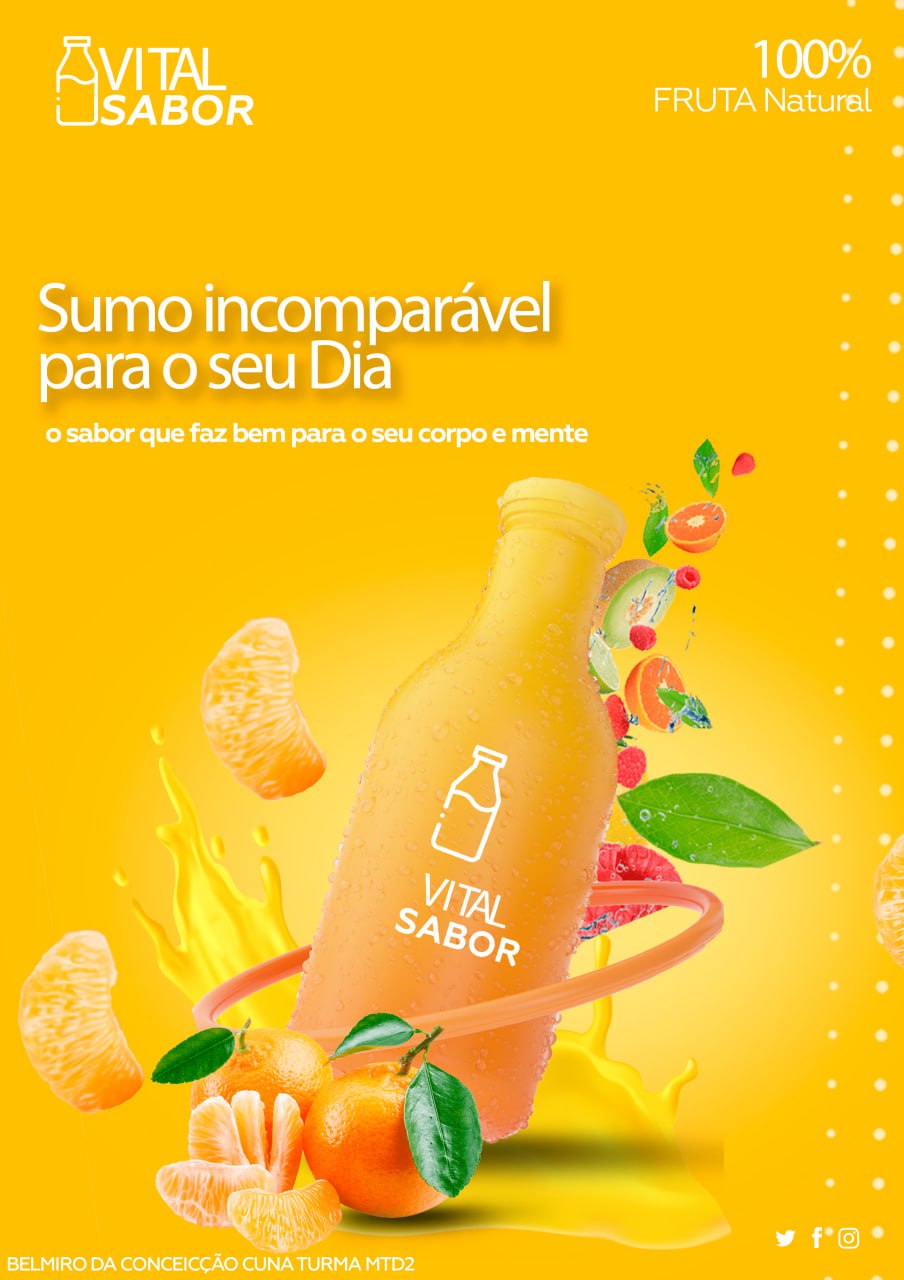 VITAL
SABOR
100%
FRUTA Natural
Sumo incomparável
para o seu Dia
o sabor que faz bem para o seu corpo e mente
VITAL
SABOR
BELMIRO DA CONCEICÇÃO CUNA TURMA MTD2